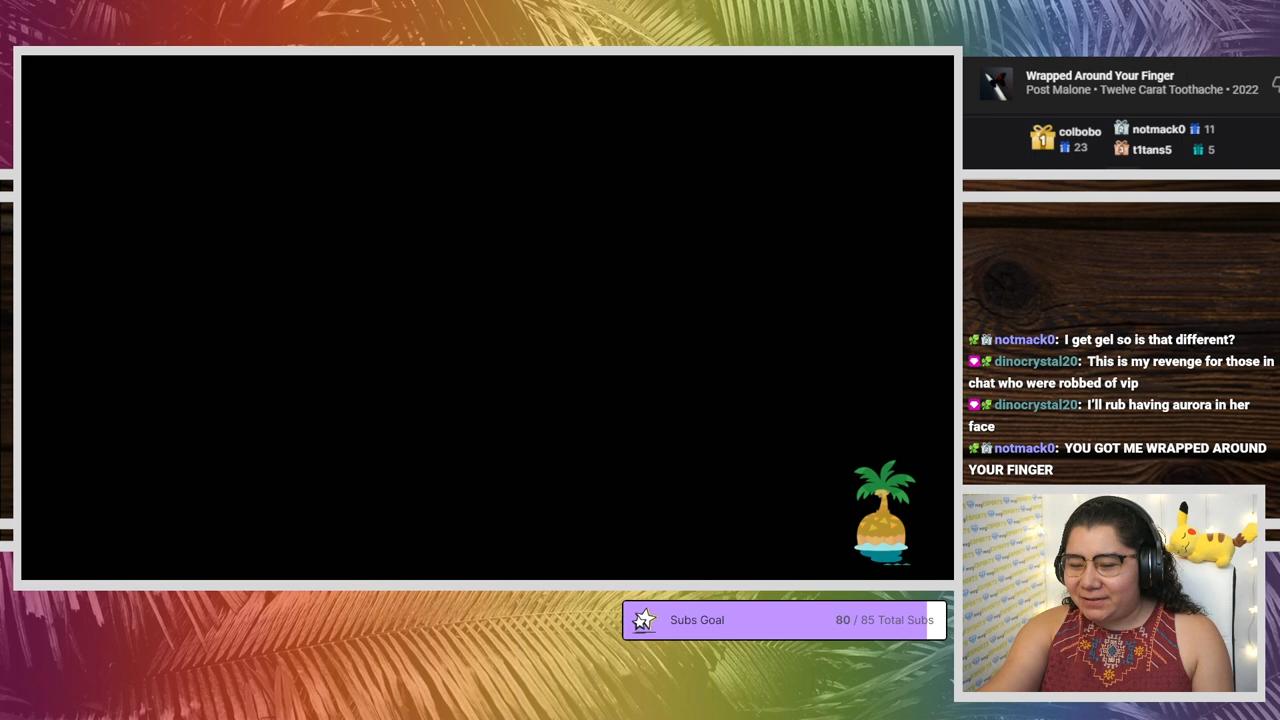 Wrapped Around Your Finger
Post Malone • Twelve Carat Toothache • 2022
1 colbobo
23
notmack0 11
t1tans5 5
notmack0: I get gel so is that different?
dinocrystal20: This is my revenge for those in
chat who were robbed of vip
dinocrystal20: I'll rub having aurora in her
face
notmack0: YOU GOT ME WRAPPED AROUND
YOUR FINGER
Subs Goal 80 / 85 Total Subs